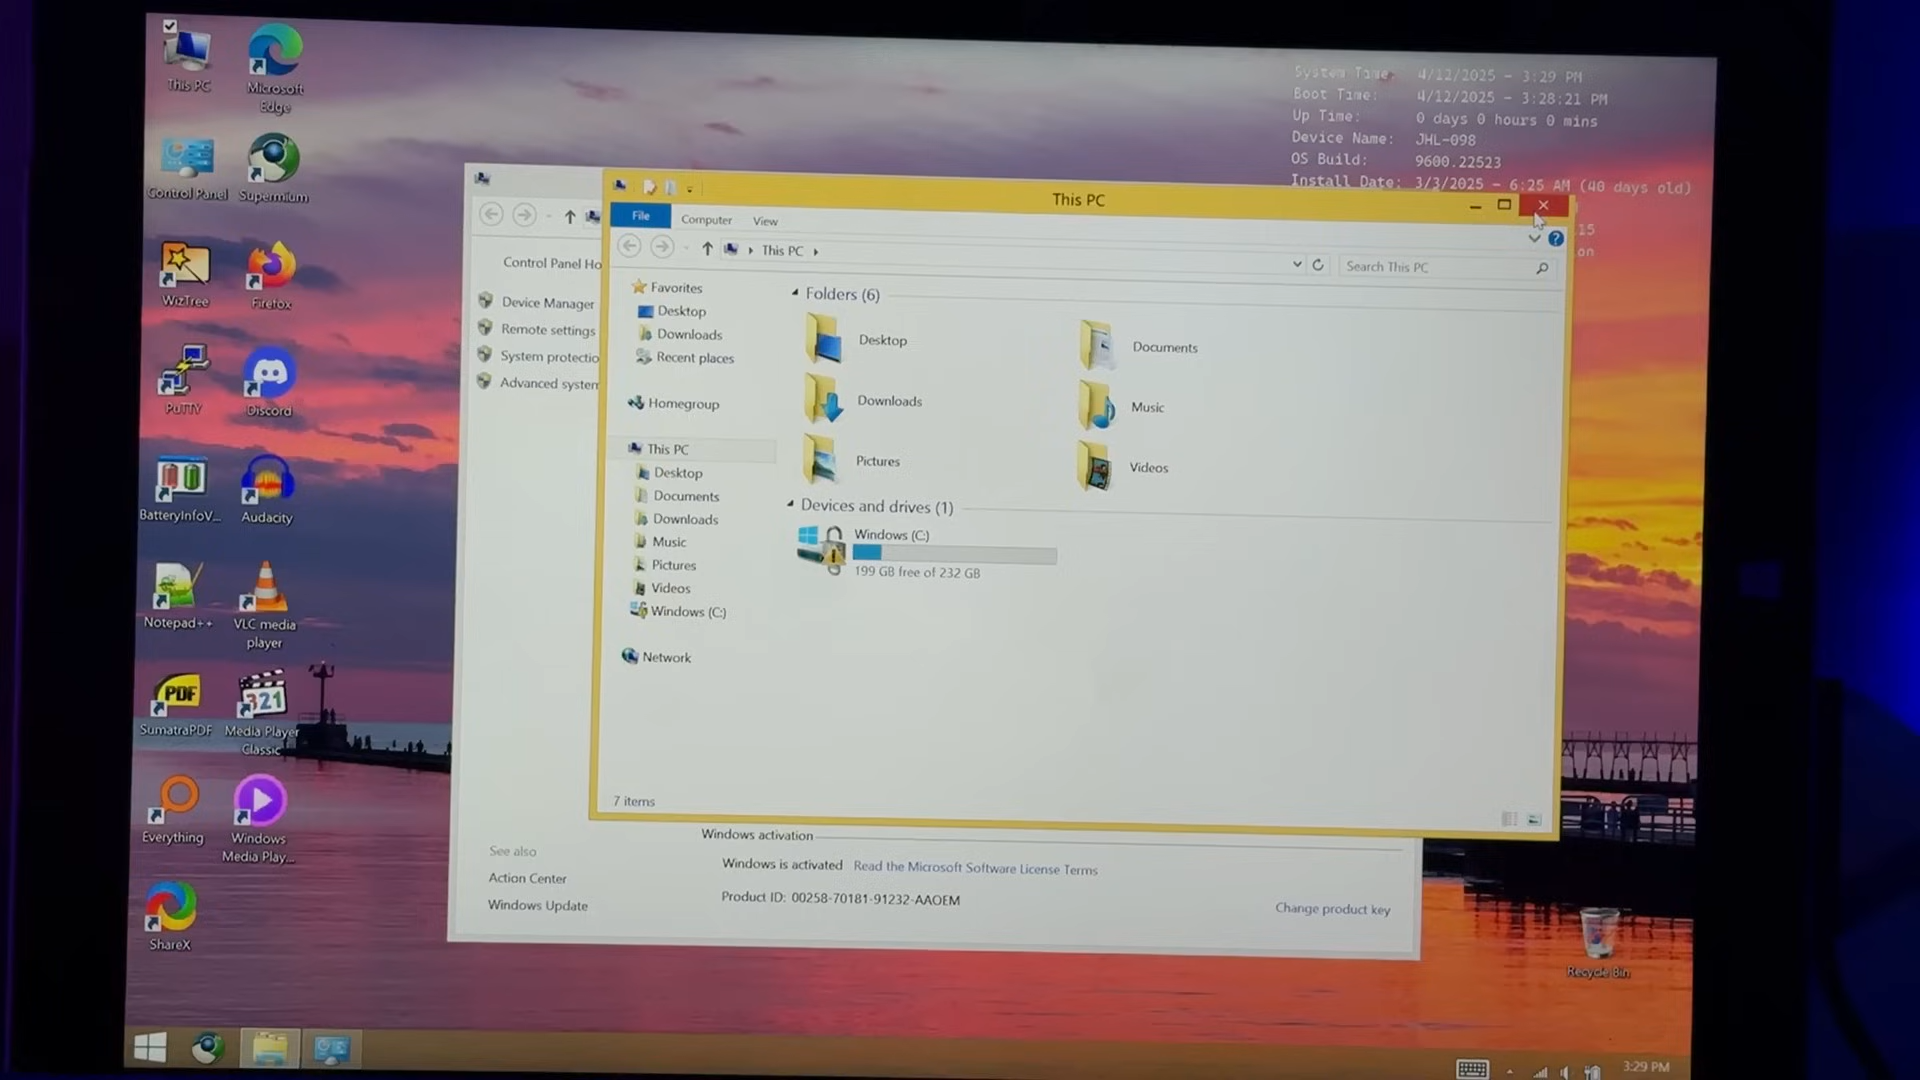 This PC
Microsoft
Edge
Control Panel
Supermium
WizTree
Firefox
PuTTY
Discord
BatteryInfoV...
Audacity
Notepad++
VLC media
player
PDF
SumatraPDF
321
Media Player
Classic
Everything
Windows
Media Play...
ShareX
System Time: 4/12/2025 - 3:29 PM
Boot Time: 4/12/2025 - 3:28:21 PM
Up Time: 0 days 0 hours 0 mins
Device Name: JHL-098
OS Build: 9600.22523
Install Date: 3/3/2025 - 6:25 AM (40 days old)
15
on
Control Panel Ho
Device Manager
Remote settings
System protectio
Advanced system
This PC
File
Computer
View
This PC
Search This PC
Favorites
Desktop
Downloads
Recent places
Homegroup
This PC
Desktop
Documents
Downloads
Music
Pictures
Videos
Windows (C:)
Network
Folders (6)
Desktop
Documents
Downloads
Music
Pictures
Videos
Devices and drives (1)
Windows (C:)
199 GB free of 232 GB
7 items
See also
Action Center
Windows Update
Windows activation
Windows is activated Read the Microsoft Software License Terms
Product ID: 00258-70181-91232-AAOEM
Change product key
Recycle Bin
3:29 PM